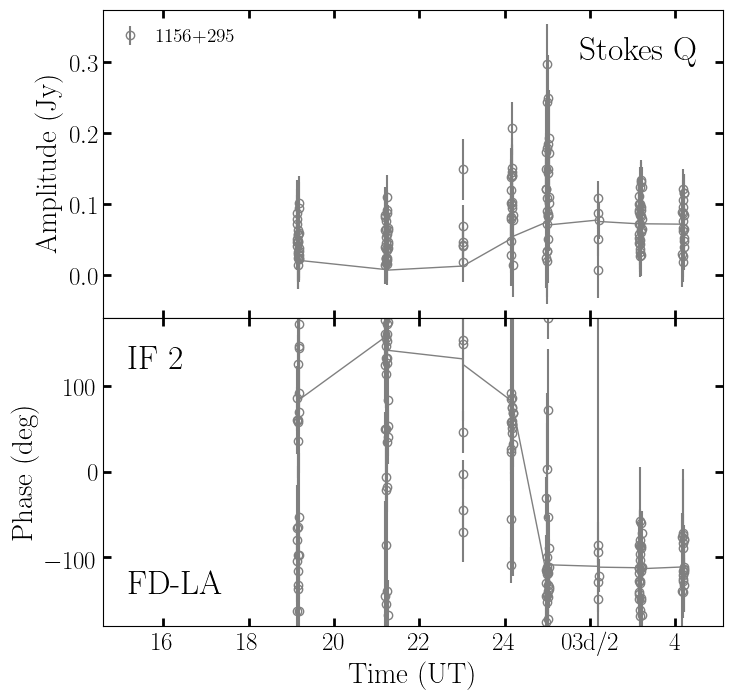 1156+295
Stokes Q
Amplitude (Jy)
0.3
0.2
0.1
0.0
IF 2
FD-LA
Phase (deg)
100
0
−100
16 18 20 22 24 03d/2 4
Time (UT)